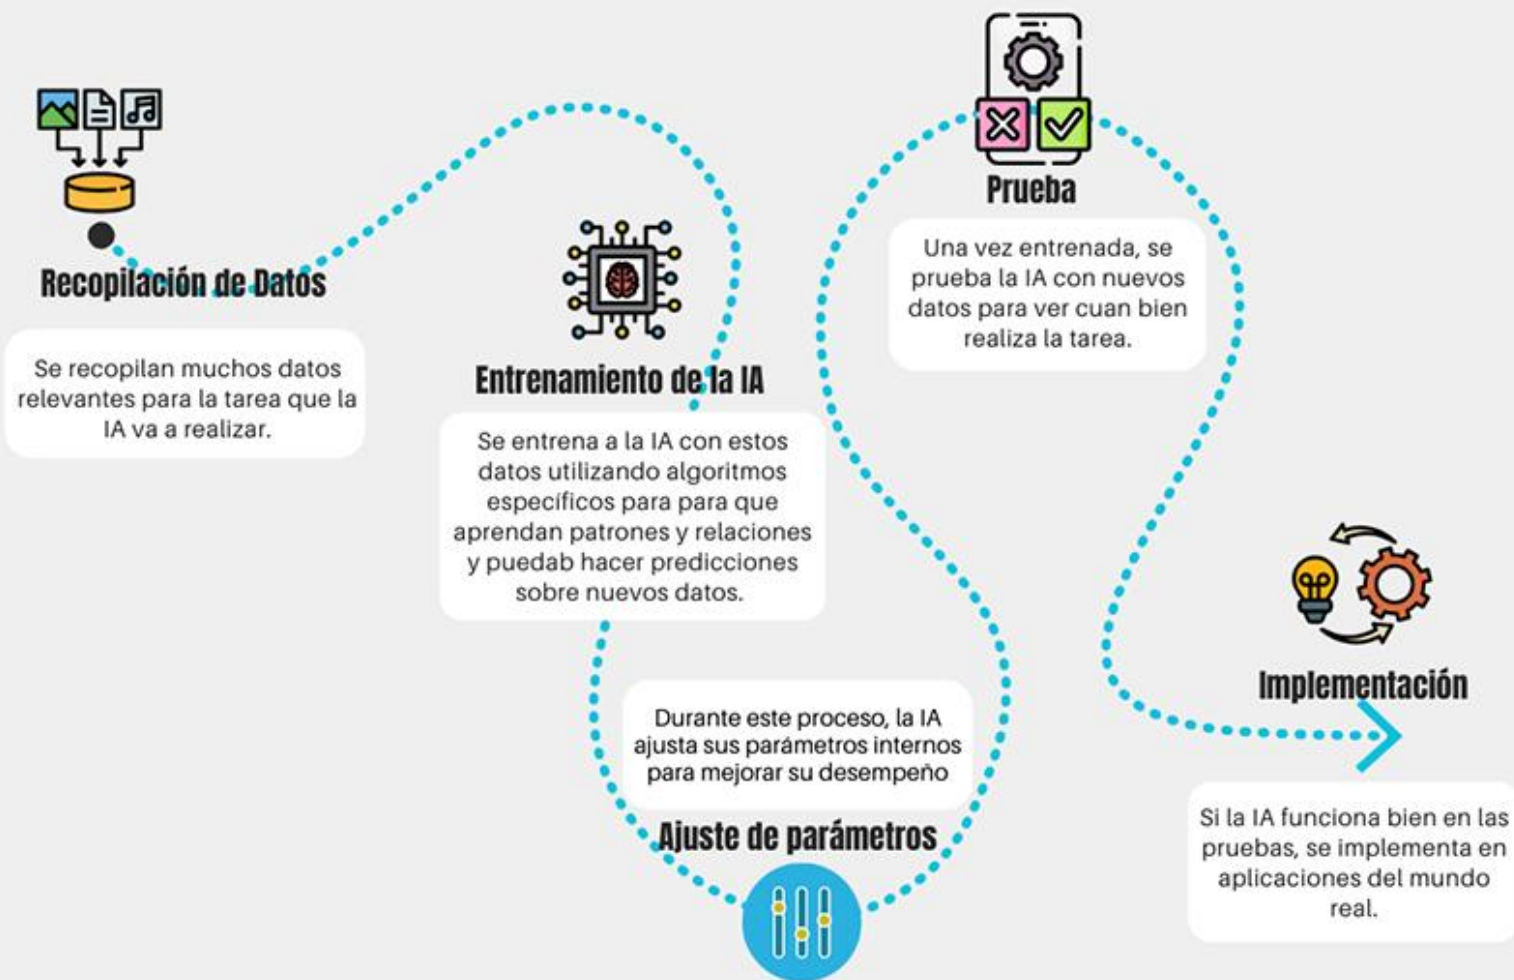 Recopilación de Datos
Se recopilan muchos datos
relevantes para la tarea que la
IA va a realizar.
Entrenamiento de la IA
Se entrena a la IA con estos
datos utilizando algoritmos
específicos para para que
aprendan patrones y relaciones
y puedab hacer predicciones
sobre nuevos datos.
Durante este proceso, la IA
ajusta sus parámetros internos
para mejorar su desempeño
Ajuste de parámetros
Prueba
Una vez entrenada, se
prueba la IA con nuevos
datos para ver cuan bien
realiza la tarea.
Implementación
Si la IA funciona bien en las
pruebas, se implementa en
aplicaciones del mundo
real.